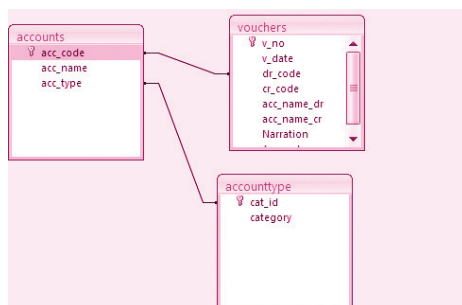 accounts
acc_code
acc_name
acc_type
vouchers
v_no
v_date
dr_code
cr_code
acc_name_dr
acc_name_cr
Narration
accounttype
cat_id
category